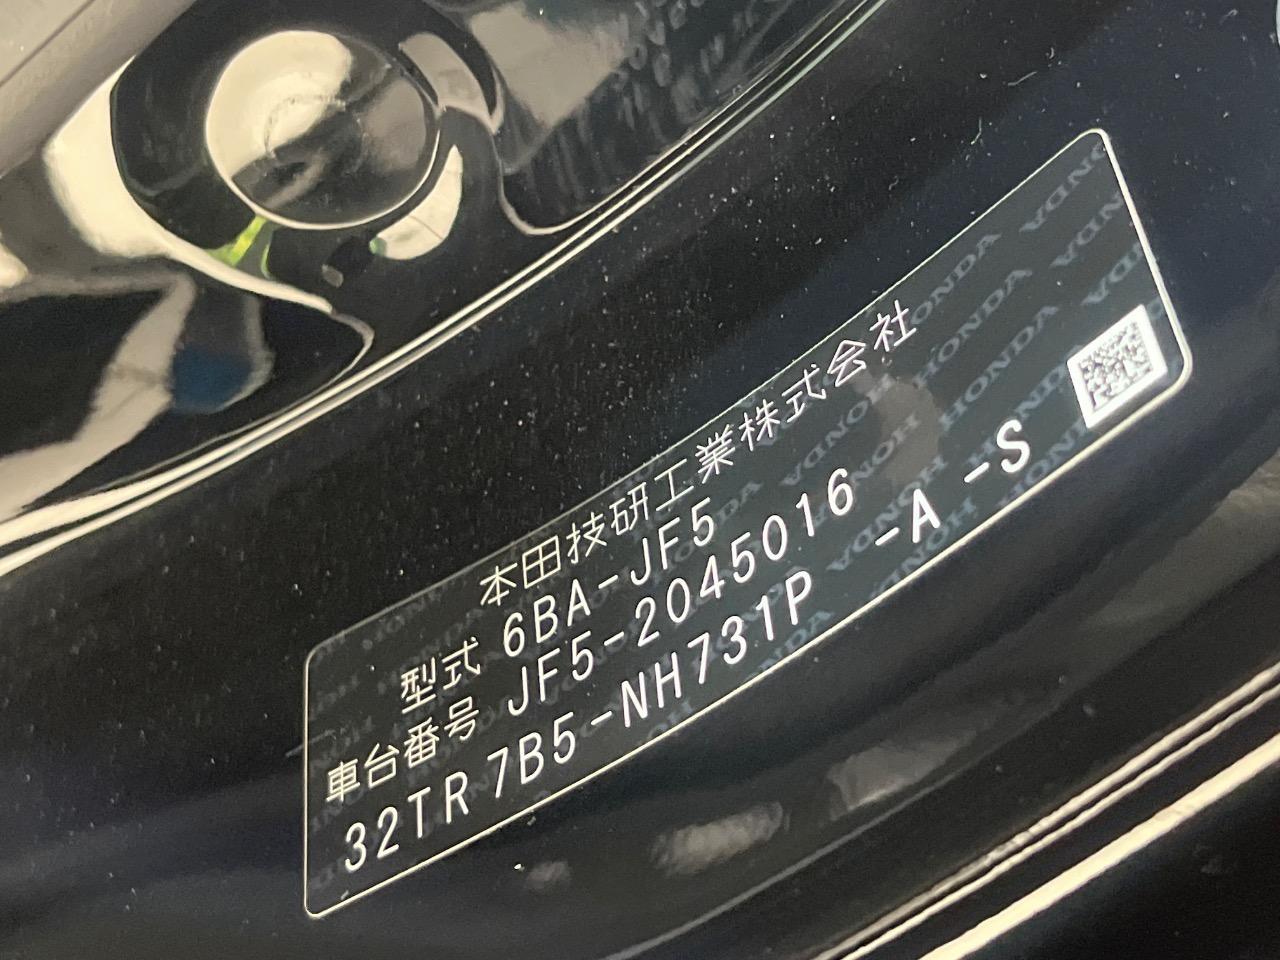 本田技研工業株式会社
型式 6BA-JF5
車台番号 JF5-2045016
32TR 7B5-NH731P -A -S
HONDA